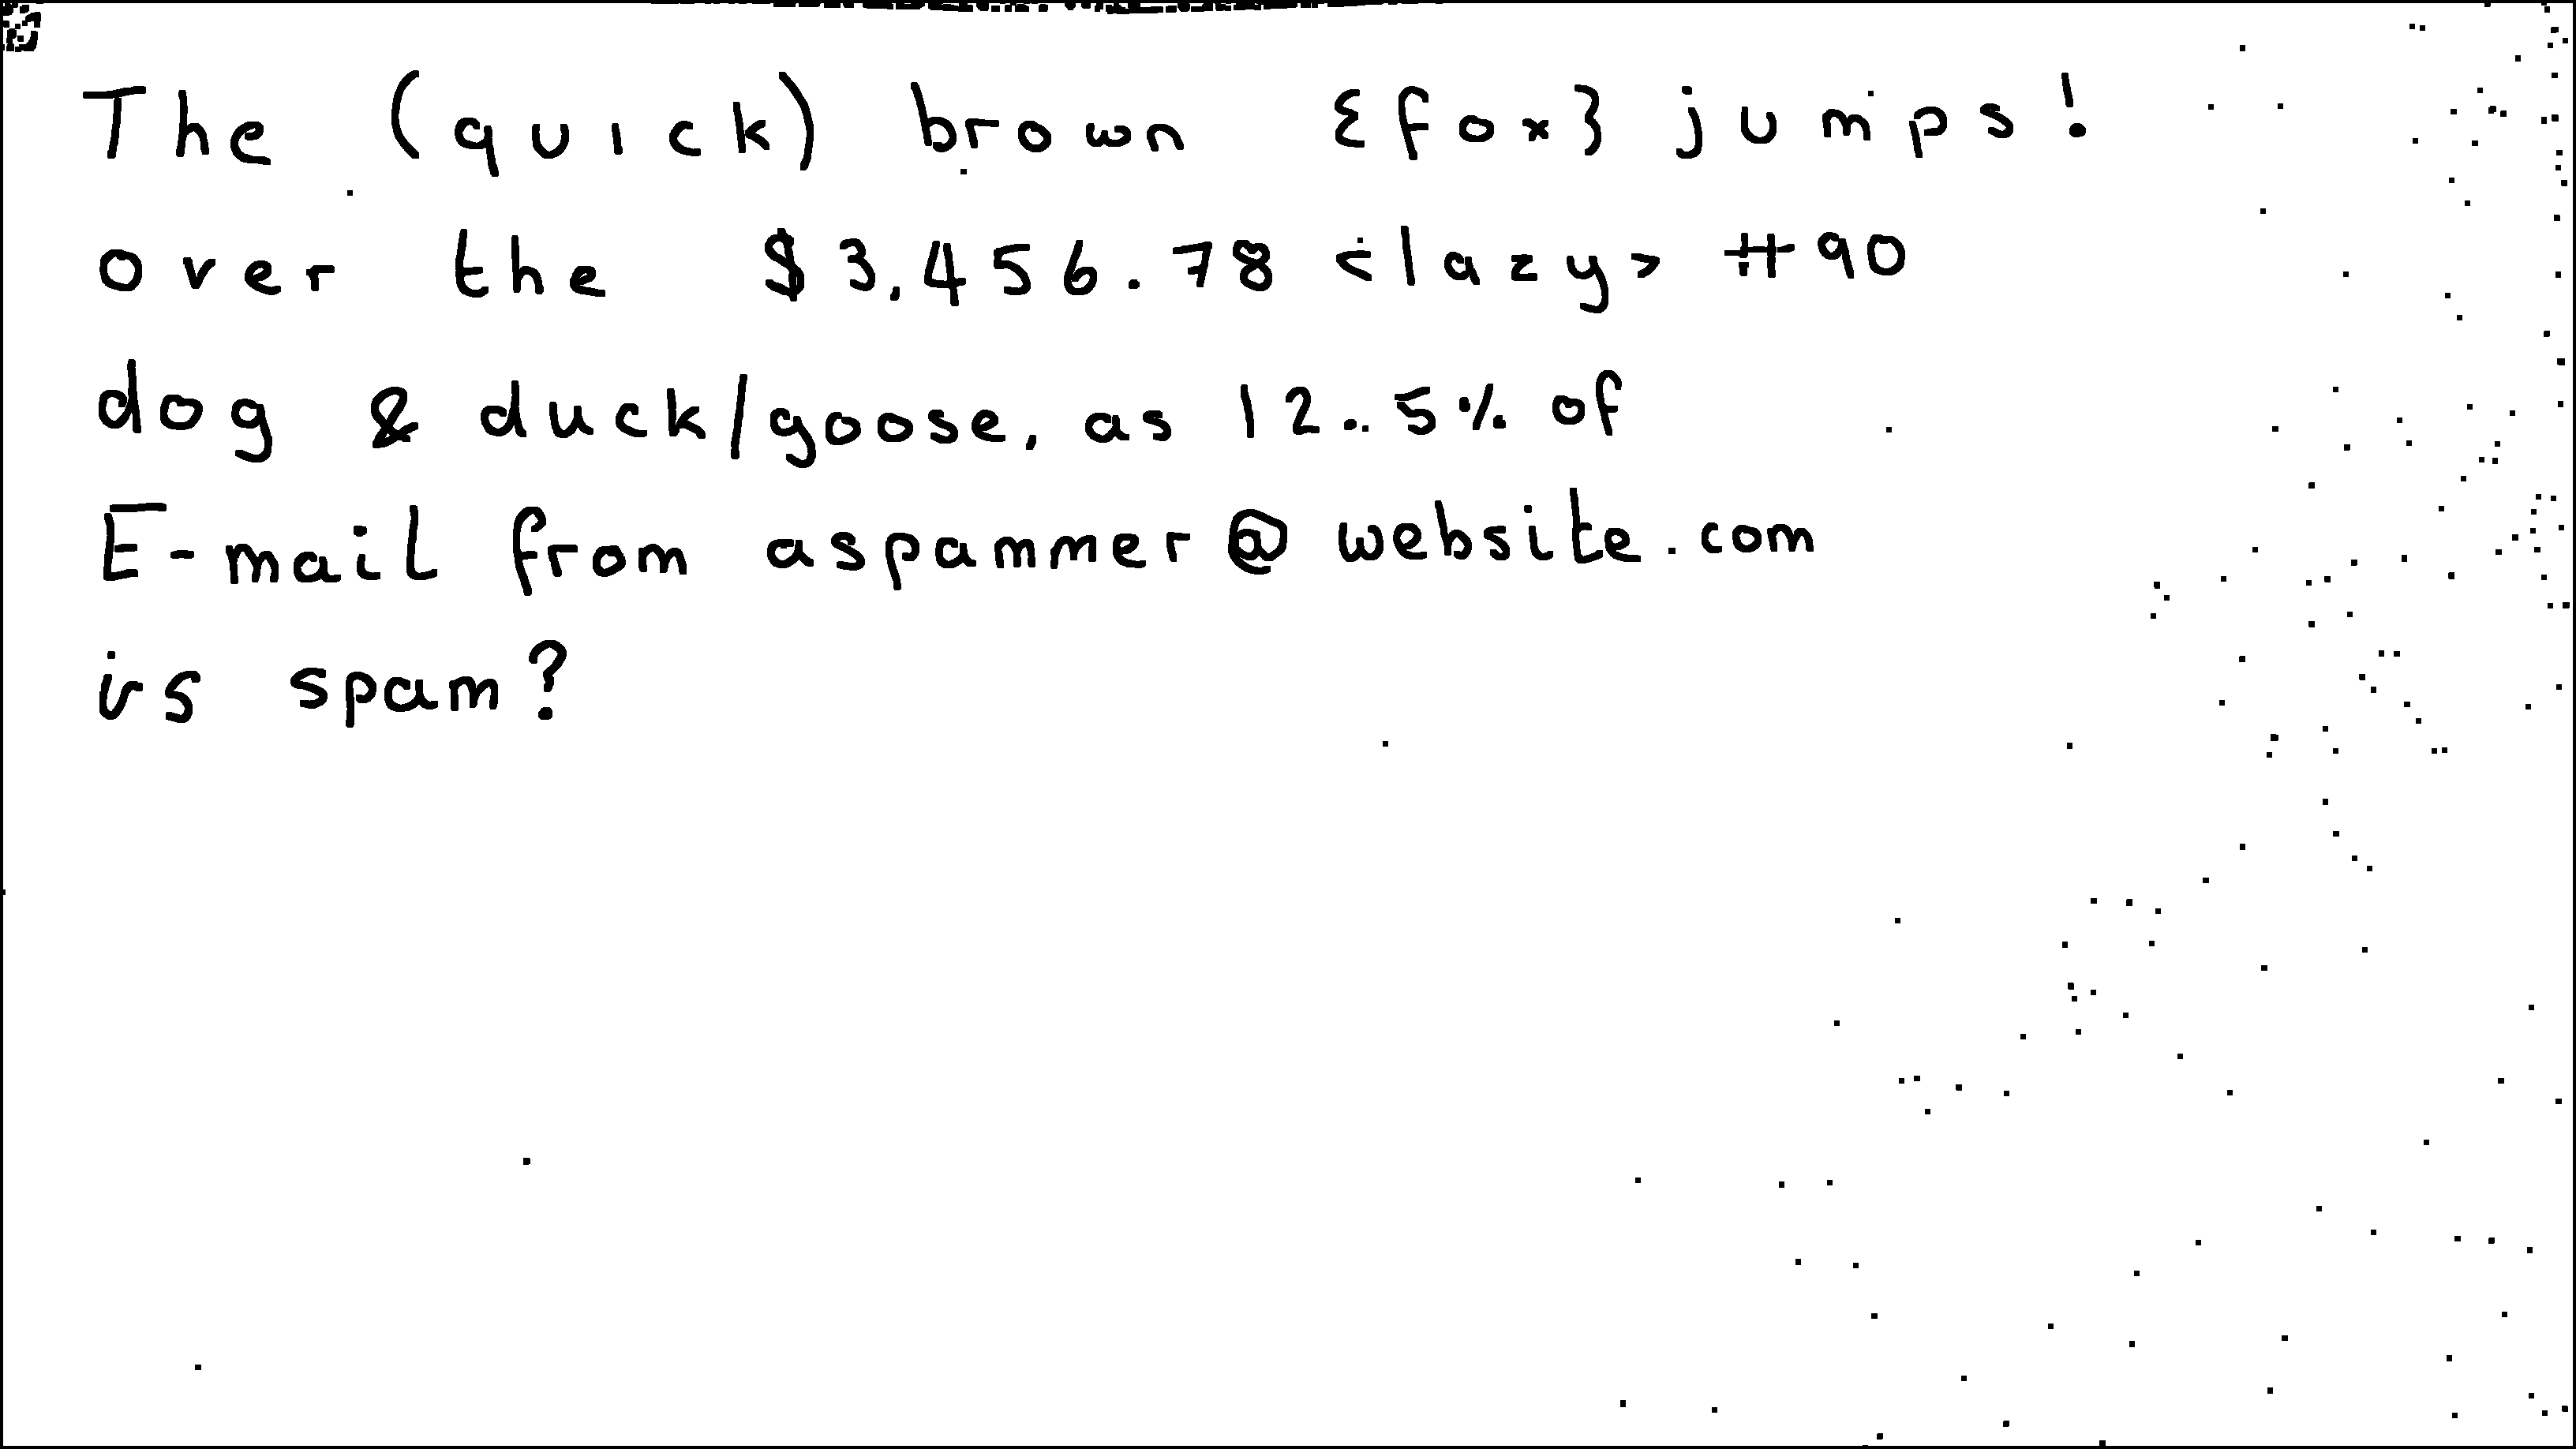 The (quick) brown {fox} jumps!
over the $3,456.78 <lazy> #90
dog & duck/goose, as 12.5% of
E-mail from aspammer@website.com
is spam?